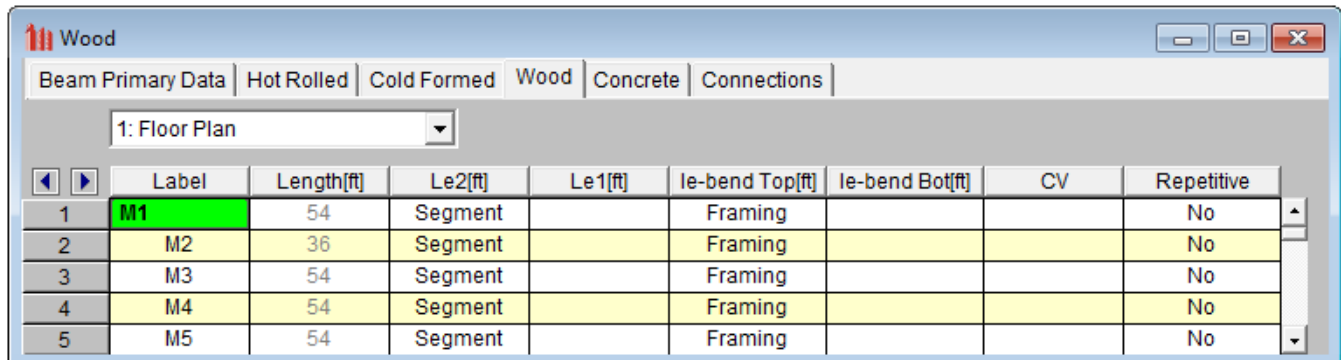 Wood
Beam Primary Data Hot Rolled Cold Formed Wood Concrete Connections
1: Floor Plan
Label Length[ft] Le2[ft] Le1[ft] le-bend Top[ft] le-bend Bot[ft] CV Repetitive
1 M1 54 Segment Framing No
2 M2 36 Segment Framing No
3 M3 54 Segment Framing No
4 M4 54 Segment Framing No
5 M5 54 Segment Framing No